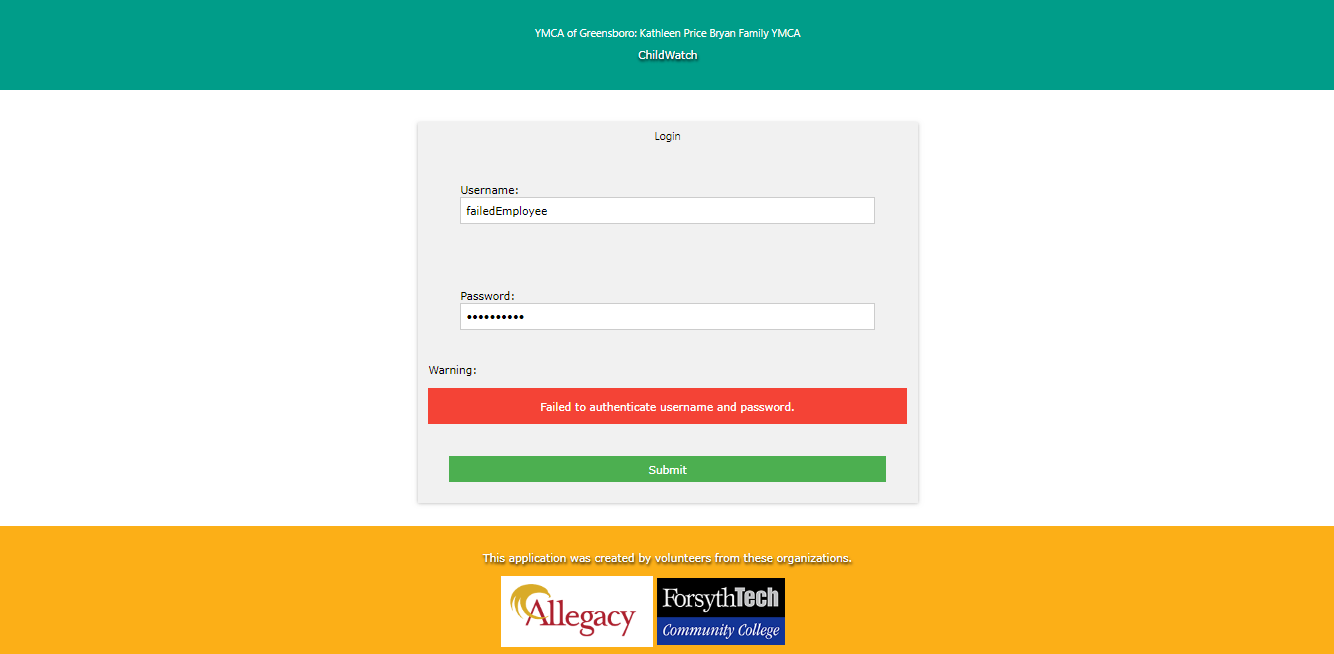 YMCA of Greensboro: Kathleen Price Bryan Family YMCA
ChildWatch
Login
Username:
failedEmployee
Password:
••••••••••
Warning:
Failed to authenticate username and password.
Submit
This application was created by volunteers from these organizations.
Allegacy
ForsythTech
Community College